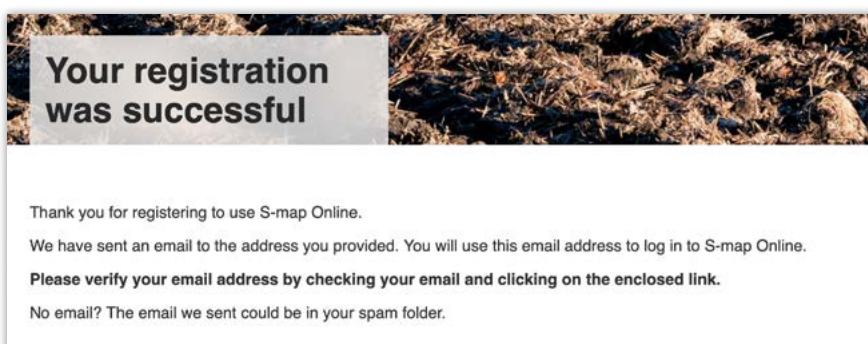 Your registration
was successful
Thank you for registering to use S-map Online.
We have sent an email to the address you provided. You will use this email address to log in to S-map Online.
Please verify your email address by checking your email and clicking on the enclosed link.
No email? The email we sent could be in your spam folder.